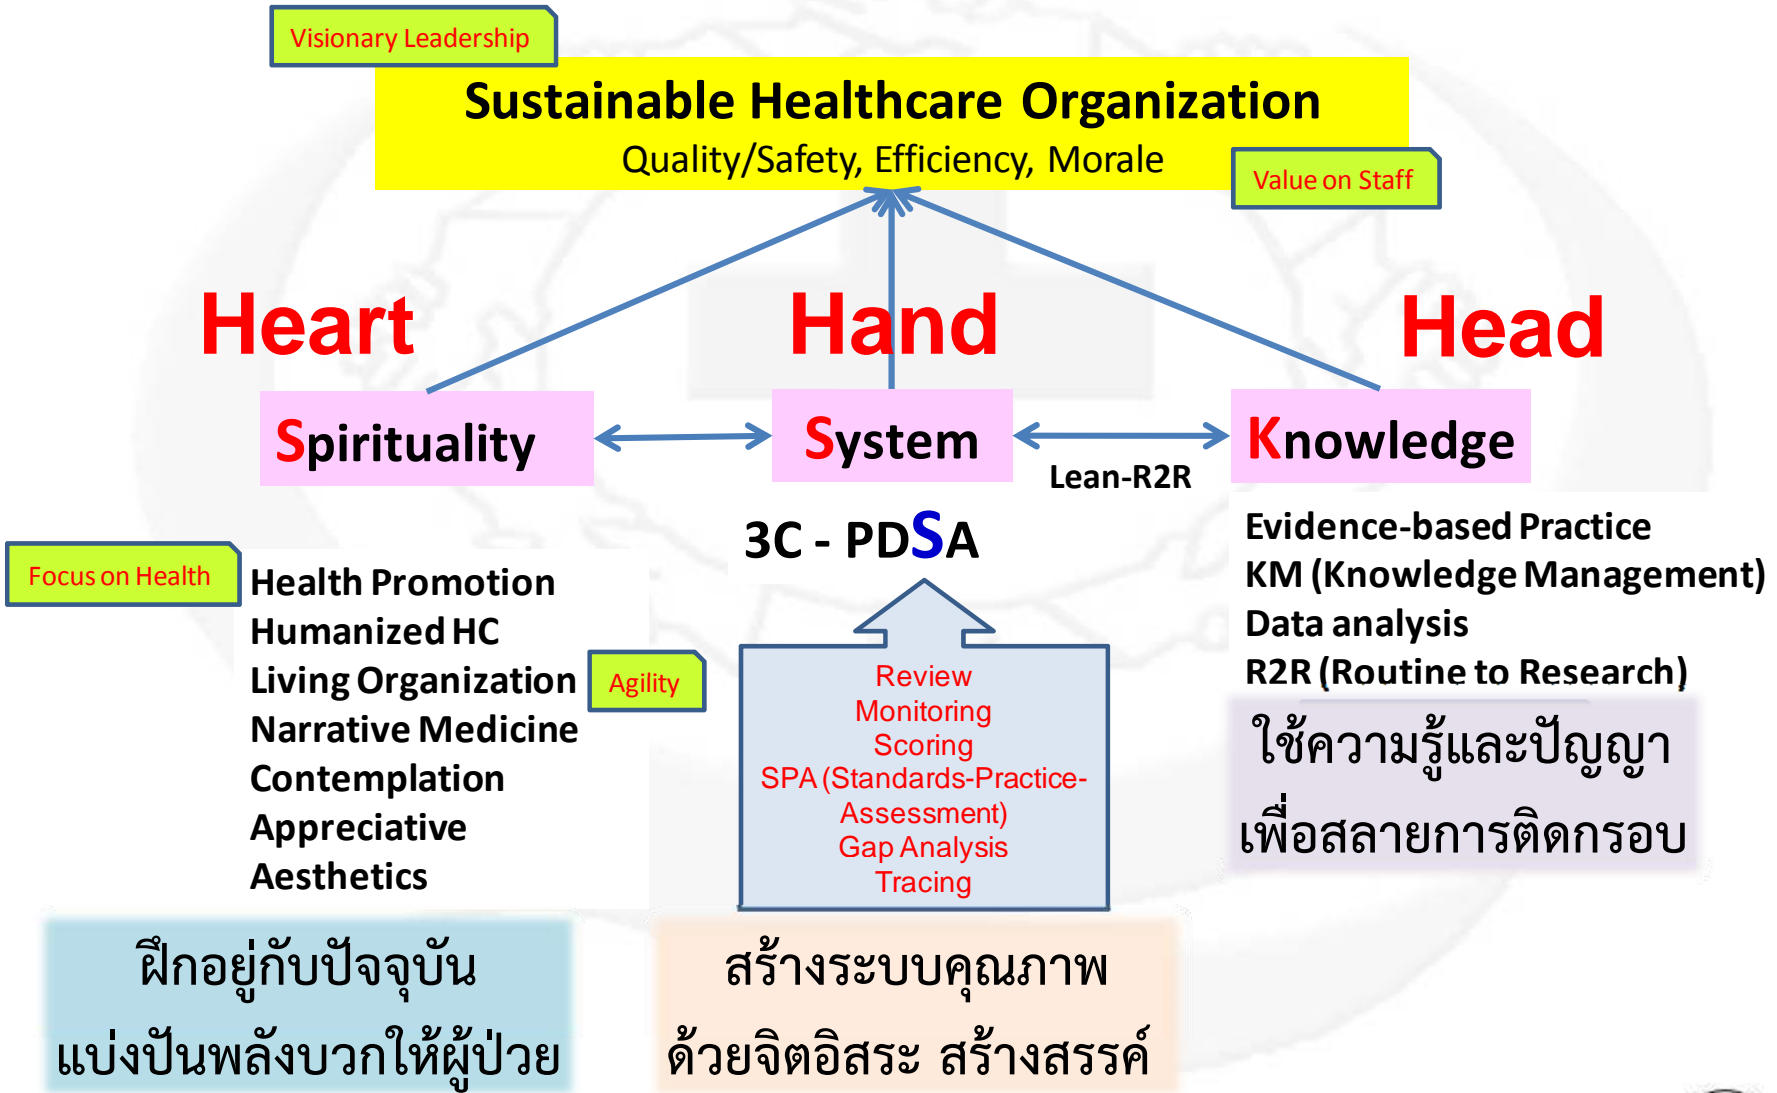 Visionary Leadership
Sustainable Healthcare Organization
Quality/Safety, Efficiency, Morale
Value on Staff
Heart
Hand
Head
Spirituality
System
Knowledge
Lean-R2R
3C - PDSA
Focus on Health
Health Promotion
Humanized HC
Living Organization
Narrative Medicine
Contemplation
Appreciative
Aesthetics
Agility
Review
Monitoring
Scoring
SPA (Standards-Practice-
Assessment)
Gap Analysis
Tracing
Evidence-based Practice
KM (Knowledge Management)
Data analysis
R2R (Routine to Research)
ใช้ความรู้และปัญญา
เพื่อสลายการติดกรอบ
ฝึกอยู่กับปัจจุบัน
แบ่งปันพลังบวกให้ผู้ป่วย
สร้างระบบคุณภาพ
ด้วยจิตอิสระ สร้างสรรค์